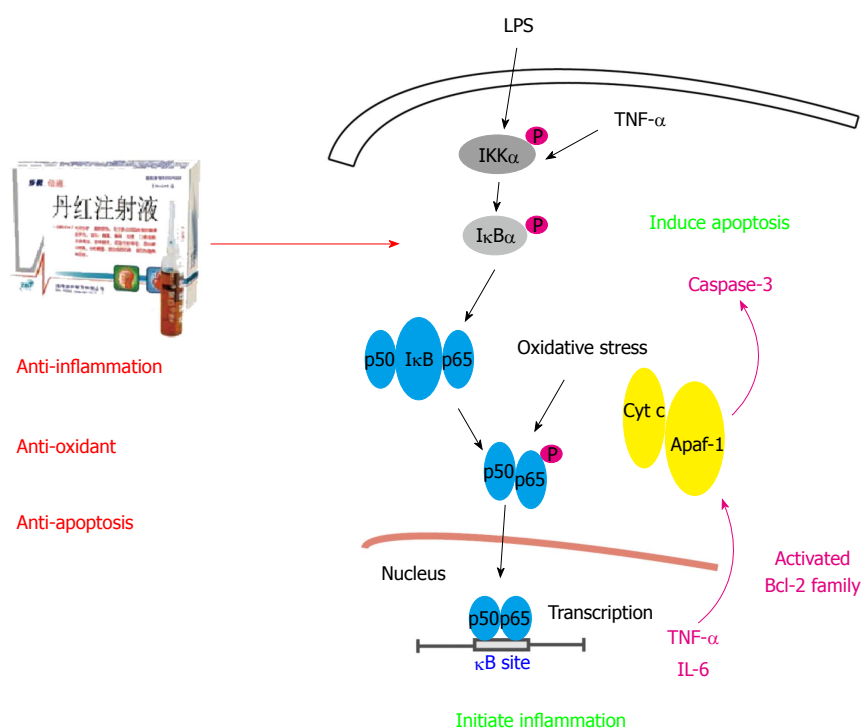 LPS
TNF-α
P
IKKα
IκBα
P
Induce apoptosis
丹红注射液
Caspase-3
p50 IκB p65
Oxidative stress
Anti-inflammation
Cyt c
Apaf-1
Anti-oxidant
P
p50
p65
Anti-apoptosis
Nucleus
Activated
Bcl-2 family
p50 p65
Transcription
TNF-α
IL-6
κB site
Initiate inflammation